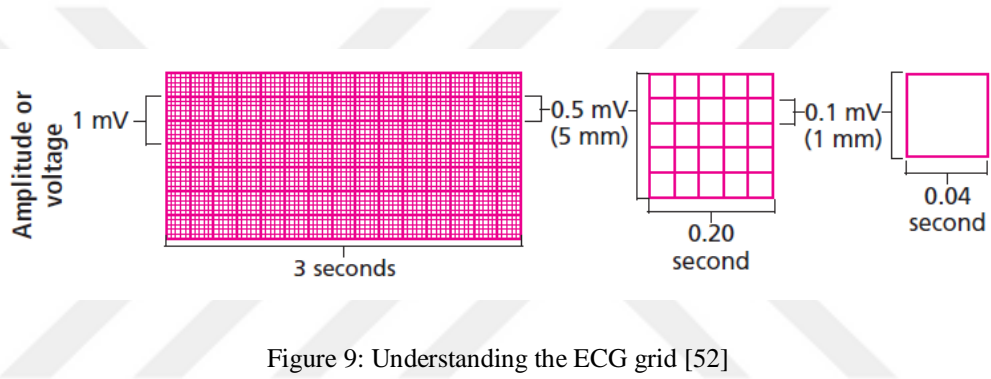 Amplitude or
voltage
1 mV
3 seconds
0.5 mV
(5 mm)
0.20
second
0.1 mV
(1 mm)
0.04
second
Figure 9: Understanding the ECG grid [52]